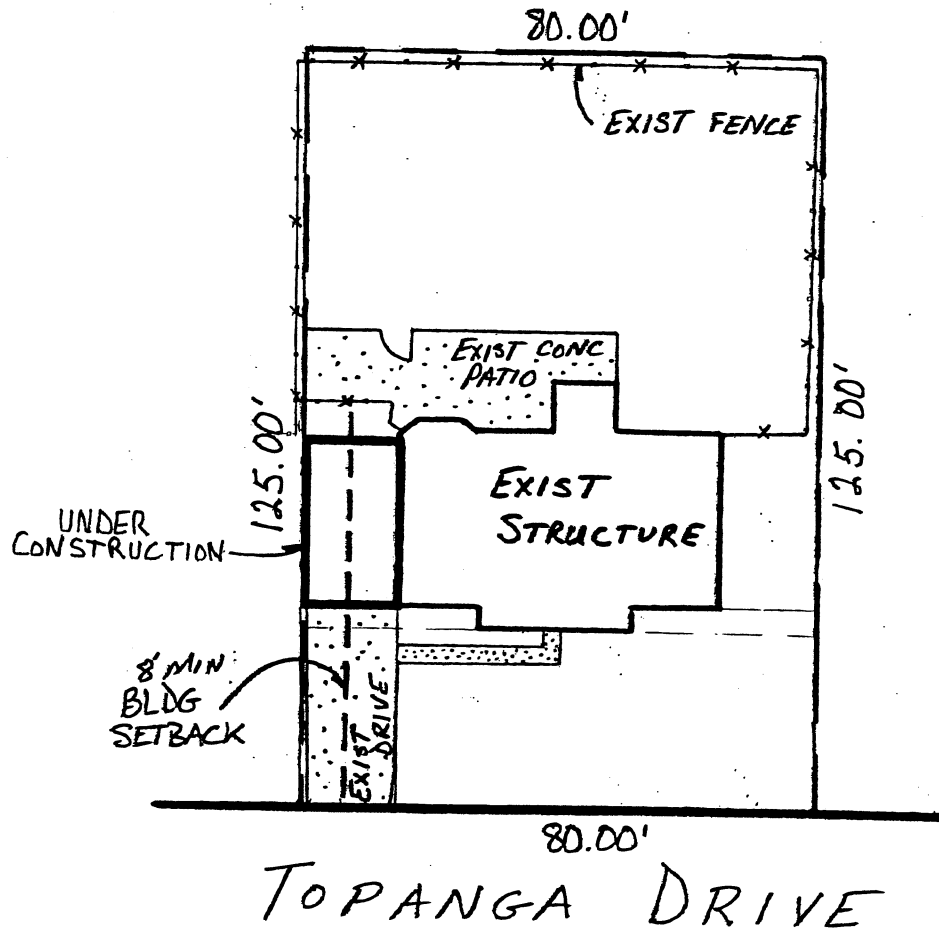 80.00'
EXIST FENCE
EXIST CONC
PATIO
125.00'
125.00'
EXIST
STRUCTURE
UNDER
CONSTRUCTION
8' MIN
BLDG
SETBACK
EXIST
DRIVE
80.00'
TOPANGA DRIVE